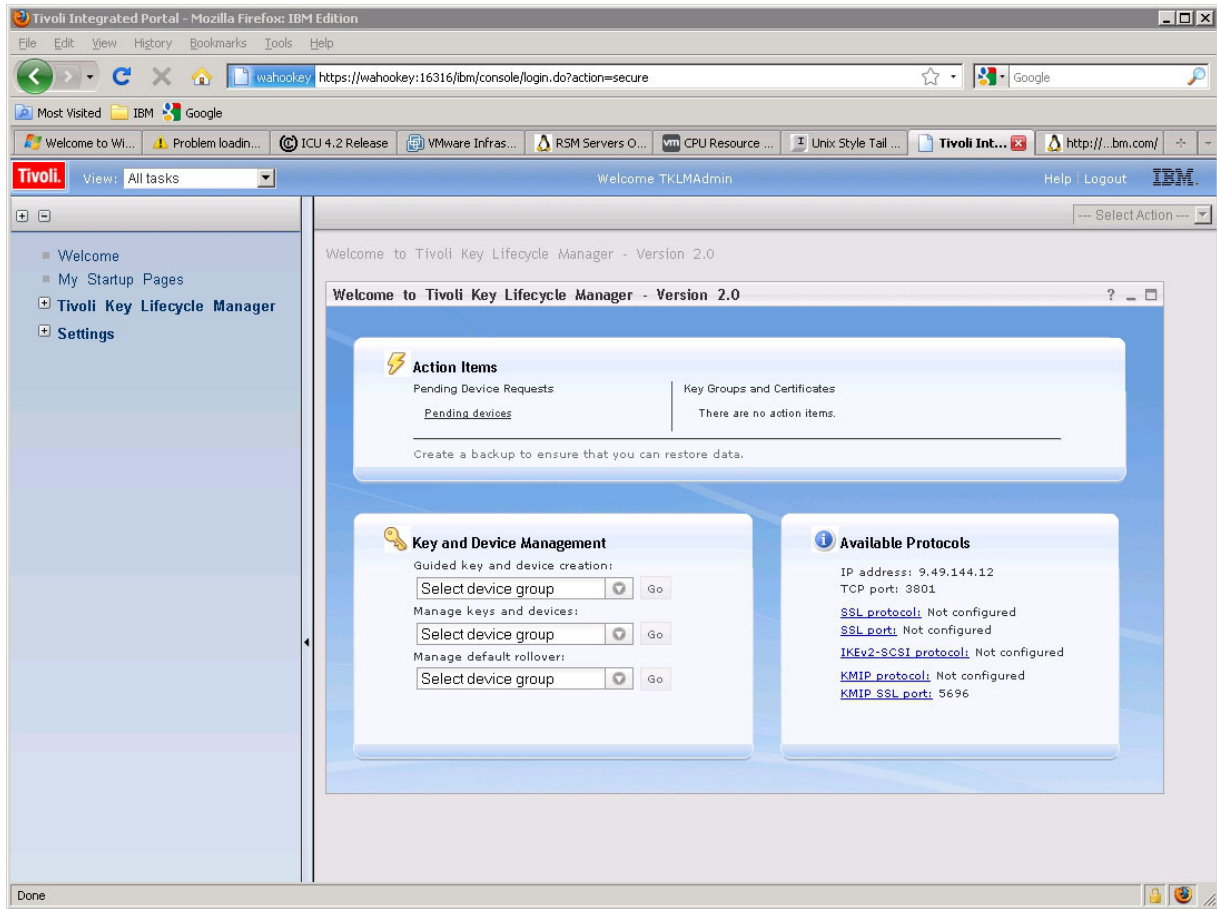 Tivoli Integrated Portal - Mozilla Firefox: IBM Edition
File Edit View History Bookmarks Tools Help
wahookey https://wahookey:16316/ibm/console/login.do?action=secure
Google
Most Visited IBM Google
Welcome to Wi... Problem loadin... ICU 4.2 Release VMware Infras... RSM Servers O... CPU Resource ... Unix Style Tail ... Tivoli Int... http://...bm.com/
Tivoli. View: All tasks Welcome TKLMAdmin Help Logout IBM.
--- Select Action ---
Welcome
My Startup Pages
Tivoli Key Lifecycle Manager
Settings
Welcome to Tivoli Key Lifecycle Manager - Version 2.0
Welcome to Tivoli Key Lifecycle Manager - Version 2.0 ?
Action Items
Pending Device Requests
Pending devices
Key Groups and Certificates
There are no action items.
Create a backup to ensure that you can restore data.
Key and Device Management
Guided key and device creation:
Select device group Go
Manage keys and devices:
Select device group Go
Manage default rollover:
Select device group Go
Available Protocols
IP address: 9.49.144.12
TCP port: 3801
SSL protocol: Not configured
SSL port: Not configured
IKEv2-SCSI protocol: Not configured
KMIP protocol: Not configured
KMIP SSL port: 5696
Done